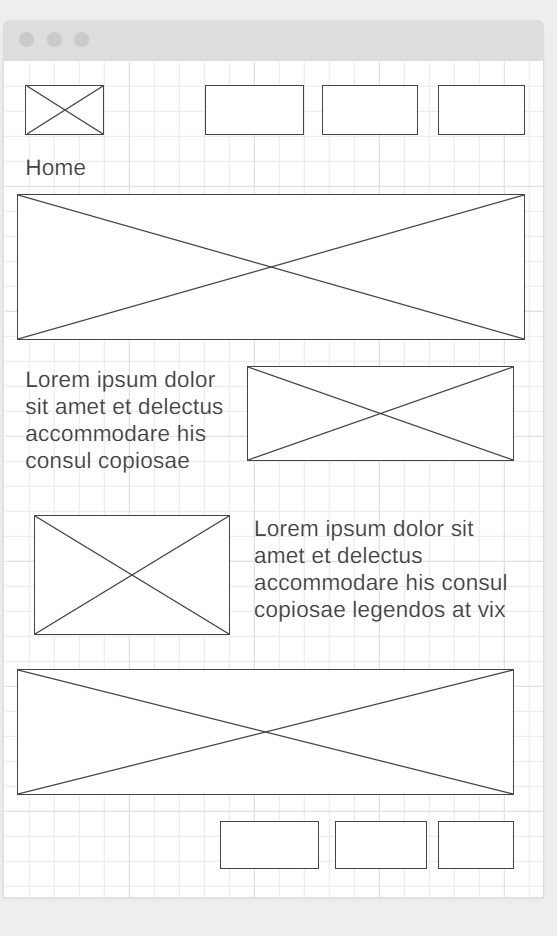 Home
Lorem ipsum dolor
sit amet et delectus
accommodare his
consul copiosae
Lorem ipsum dolor sit
amet et delectus
accommodare his consul
copiosae legendos at vix